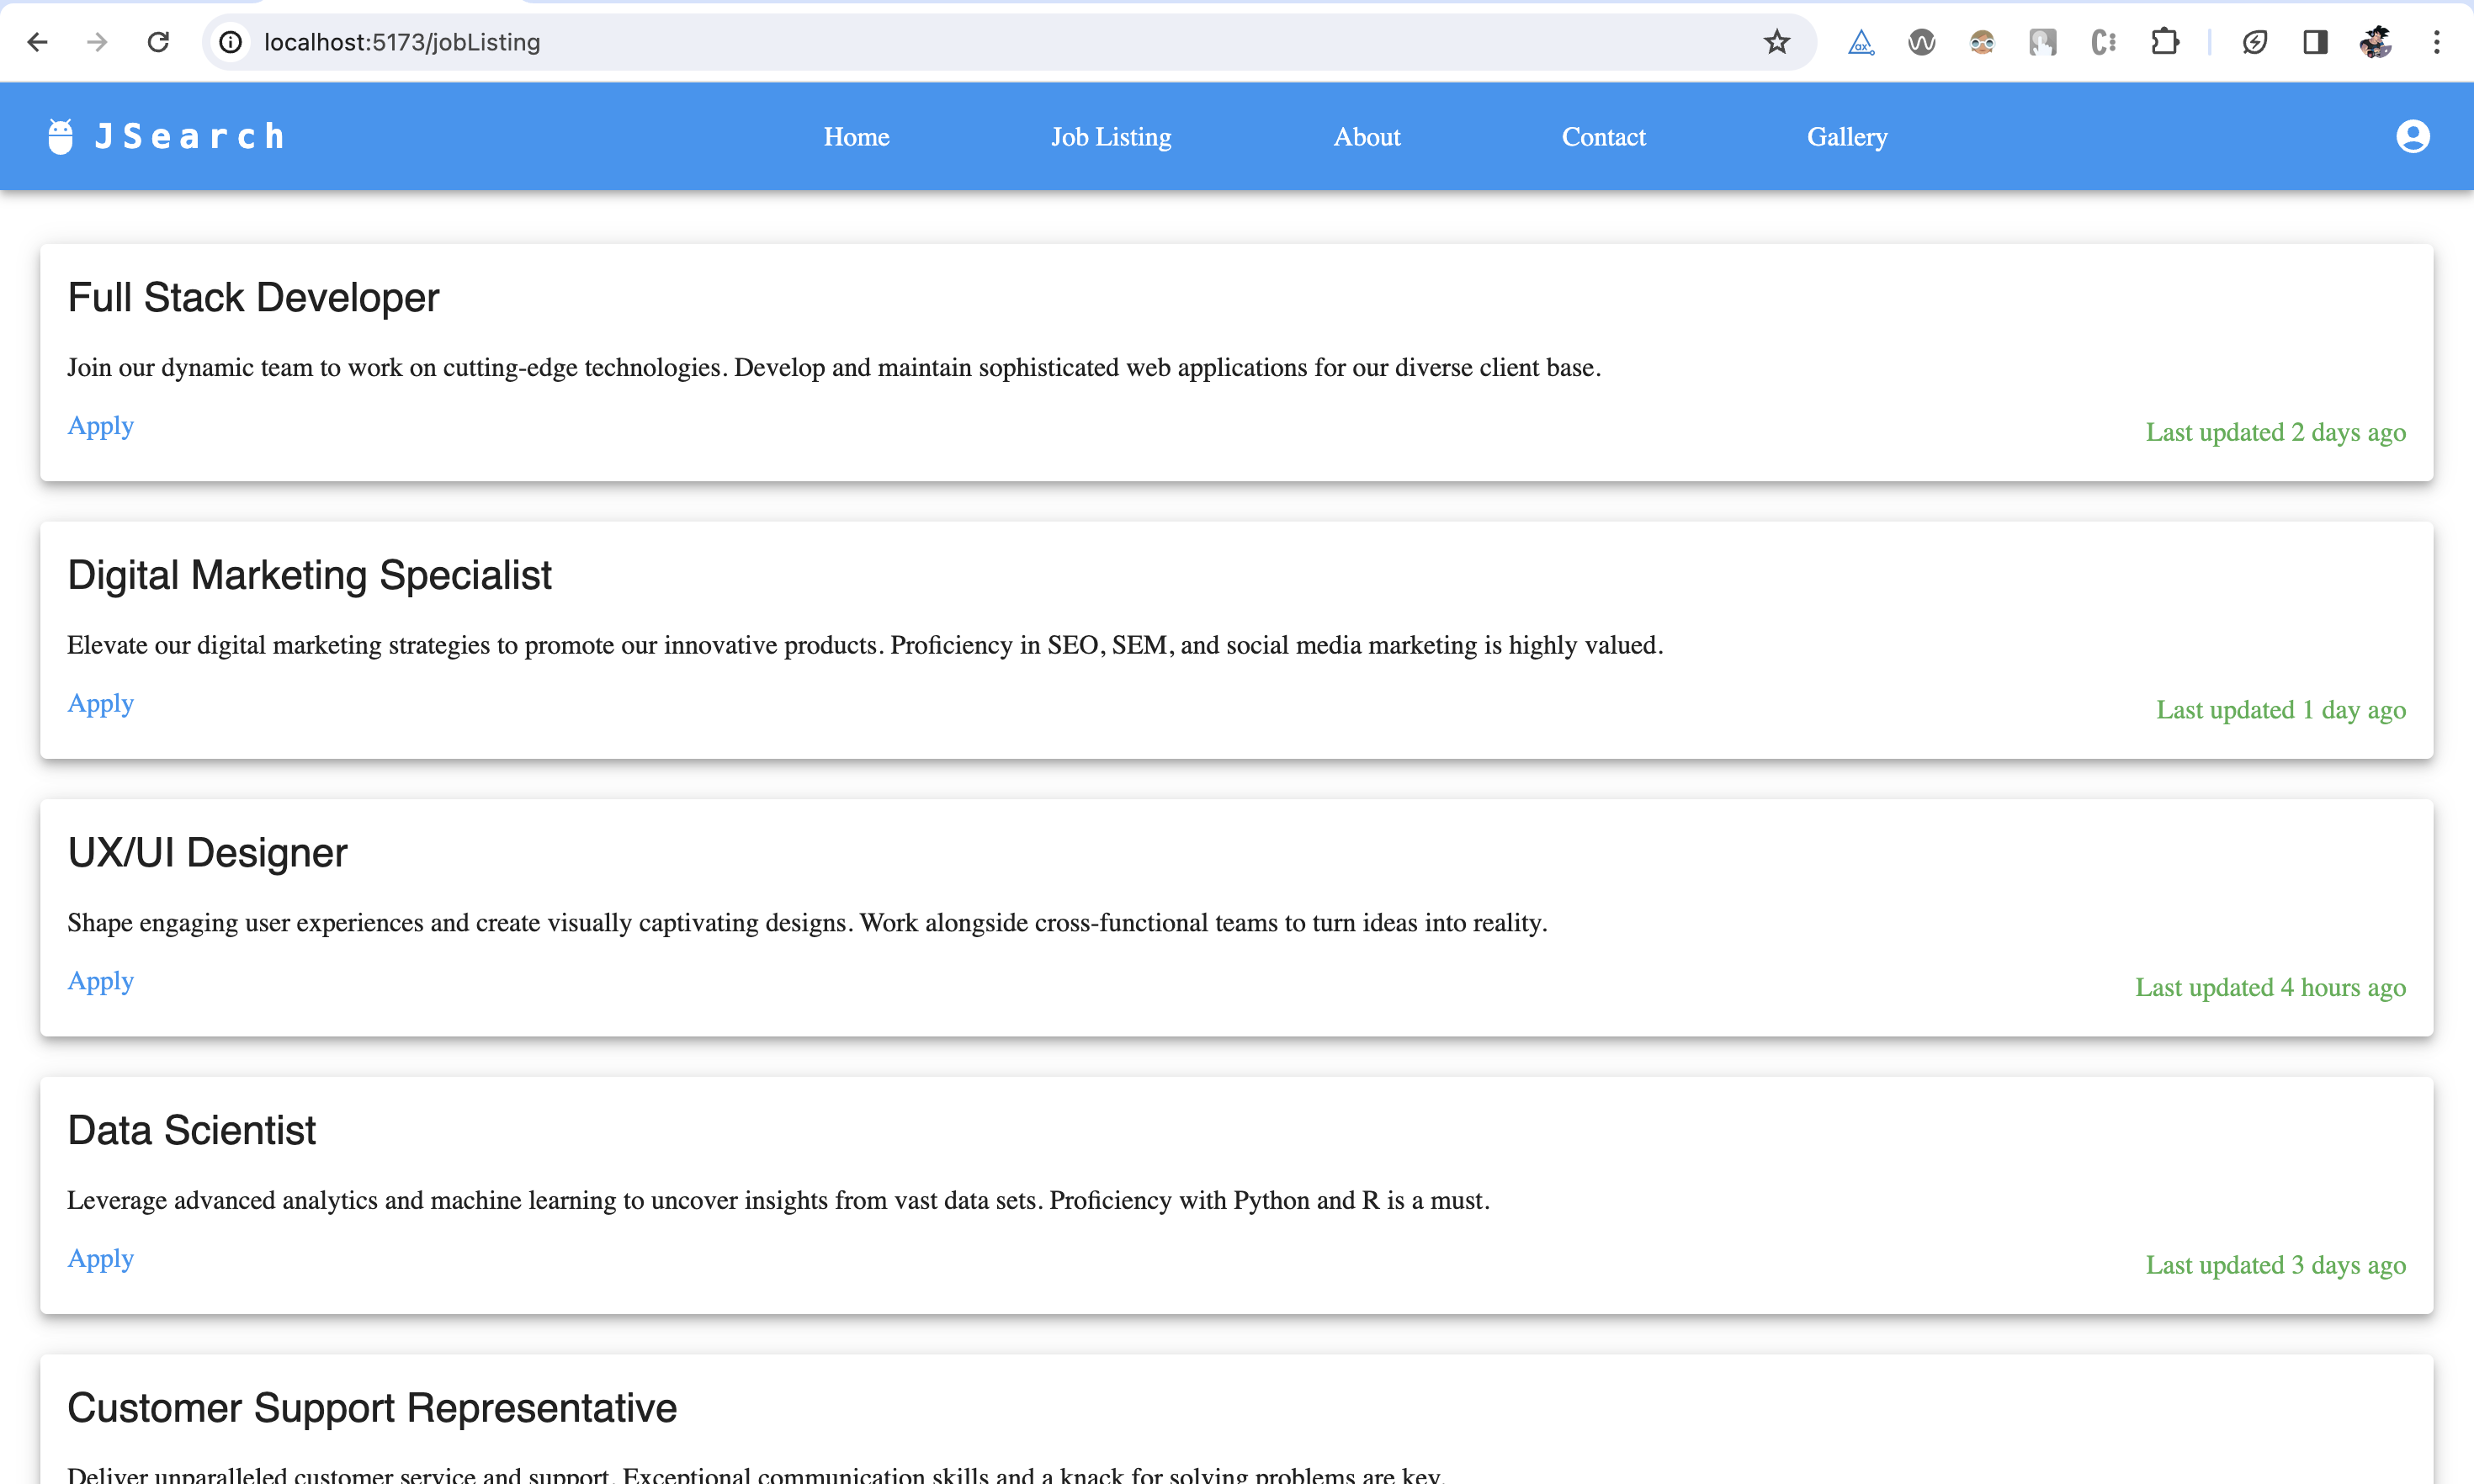 localhost:5173/jobListing
JSearch
Home
Job Listing
About
Contact
Gallery
Full Stack Developer
Join our dynamic team to work on cutting-edge technologies. Develop and maintain sophisticated web applications for our diverse client base.
Apply
Last updated 2 days ago
Digital Marketing Specialist
Elevate our digital marketing strategies to promote our innovative products. Proficiency in SEO, SEM, and social media marketing is highly valued.
Apply
Last updated 1 day ago
UX/UI Designer
Shape engaging user experiences and create visually captivating designs. Work alongside cross-functional teams to turn ideas into reality.
Apply
Last updated 4 hours ago
Data Scientist
Leverage advanced analytics and machine learning to uncover insights from vast data sets. Proficiency with Python and R is a must.
Apply
Last updated 3 days ago
Customer Support Representative
Deliver unparalleled customer service and support. Exceptional communication skills and a knack for solving problems are key.